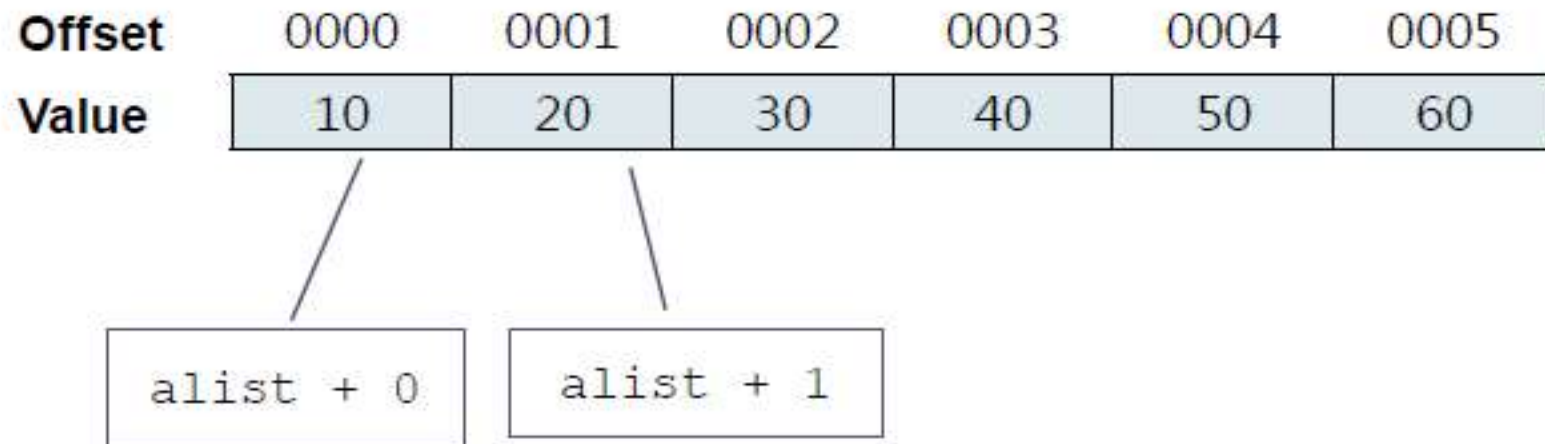 Offset 0000 0001 0002 0003 0004 0005
Value 10 20 30 40 50 60
alist + 0 alist + 1